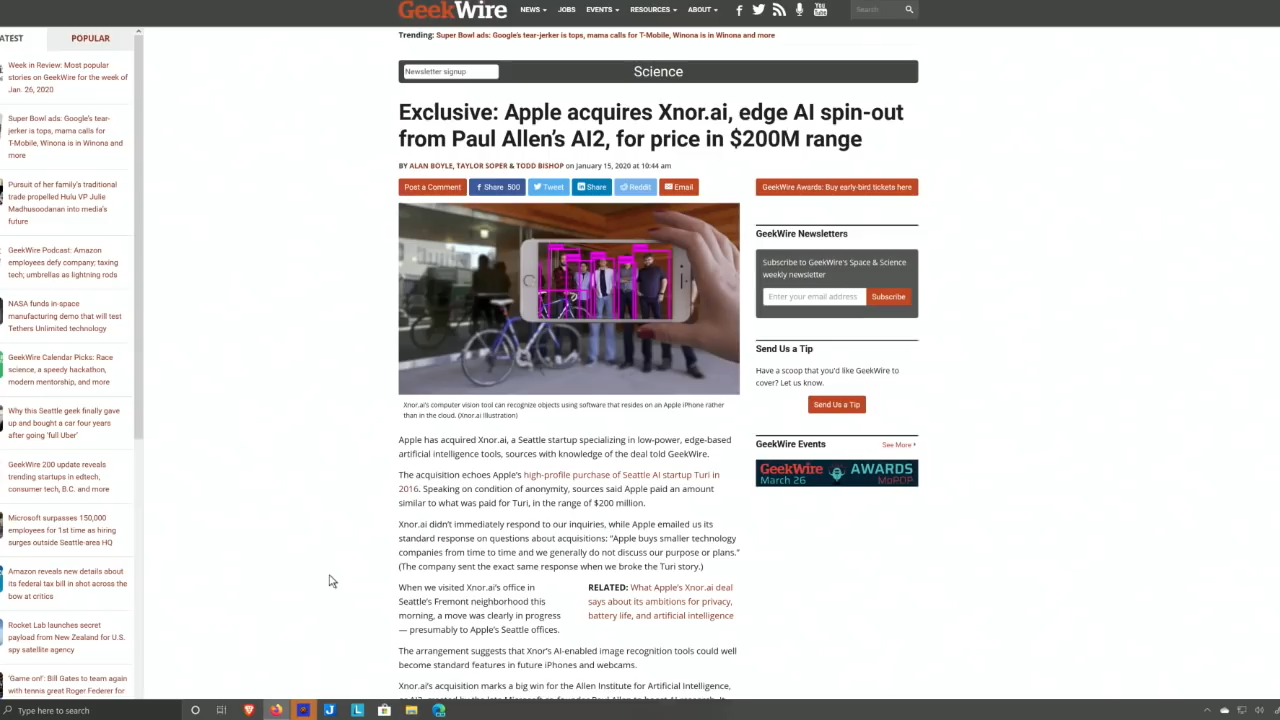 GeekWire
NEWS
JOBS
EVENTS
RESOURCES
ABOUT
You
Tube
Search
ATEST
POPULAR
Trending: Super Bowl ads: Google's tear-jerker is tops, mama calls for T-Mobile, Winona is in Winona and more
Newsletter signup
Science
Week in Review: Most popular
stories on GeekWire for the week of
Jan. 26, 2020
Super Bowl ads: Google's tear-
jerker is tops, mama calls for
T-Mobile, Winona is in Winona and
more
Pursuit of her family's traditional
trade propelled Hulu VP Julie
Madhusoodanan into media's
future
GeekWire Podcast: Amazon
employees defy company; taxing
tech; umbrellas as lightning rods
NASA funds in-space
manufacturing demo that will test
Tethers Unlimited technology
GeekWire Calendar Picks: Race
science, a speedy hackathon,
modern mentorship, and more
Why this Seattle geek finally gave
up and bought a car four years
after going 'full Uber'
GeekWire 200 update reveals
trending startups in edtech,
consumer tech, B.C. and more
Microsoft surpasses 150,000
employees for 1st time as hiring
surges outside Seattle-area HQ
Amazon reveals new details about
its federal tax bill in shot across the
bow at critics
Rocket Lab launches secret
payload from New Zealand for U.S.
spy satellite agency
'Game on!': Bill Gates to team again
with tennis great Roger Federer for
Exclusive: Apple acquires Xnor.ai, edge AI spin-out
from Paul Allen's AI2, for price in $200M range
BY ALAN BOYLE, TAYLOR SOPER & TODD BISHOP on January 15, 2020 at 10:44 am
Post a Comment
Share 500
Tweet
Share
Reddit
Email
Xnor.ai's computer vision tool can recognize objects using software that resides on an Apple iPhone rather
than in the cloud. (Xnor.ai Illustration)
Apple has acquired Xnor.ai, a Seattle startup specializing in low-power, edge-based
artificial intelligence tools, sources with knowledge of the deal told GeekWire.
The acquisition echoes Apple's high-profile purchase of Seattle AI startup Turi in
2016. Speaking on condition of anonymity, sources said Apple paid an amount
similar to what was paid for Turi, in the range of $200 million.
Xnor.ai didn't immediately respond to our inquiries, while Apple emailed us its
standard response on questions about acquisitions: "Apple buys smaller technology
companies from time to time and we generally do not discuss our purpose or plans."
(The company sent the exact same response when we broke the Turi story.)
When we visited Xnor.ai's office in
Seattle's Fremont neighborhood this
morning, a move was clearly in progress
— presumably to Apple's Seattle offices.
RELATED: What Apple's Xnor.ai deal
says about its ambitions for privacy,
battery life, and artificial intelligence
The arrangement suggests that Xnor's AI-enabled image recognition tools could well
become standard features in future iPhones and webcams.
Xnor.ai's acquisition marks a big win for the Allen Institute for Artificial Intelligence,
GeekWire Awards: Buy early-bird tickets here
GeekWire Newsletters
Subscribe to GeekWire's Space & Science
weekly newsletter
Enter your email address
Subscribe
Send Us a Tip
Have a scoop that you'd like GeekWire to
cover? Let us know.
Send Us a Tip
GeekWire Events
See More
GeekWire AWARDS
March 26 MoPOP
Type here to search